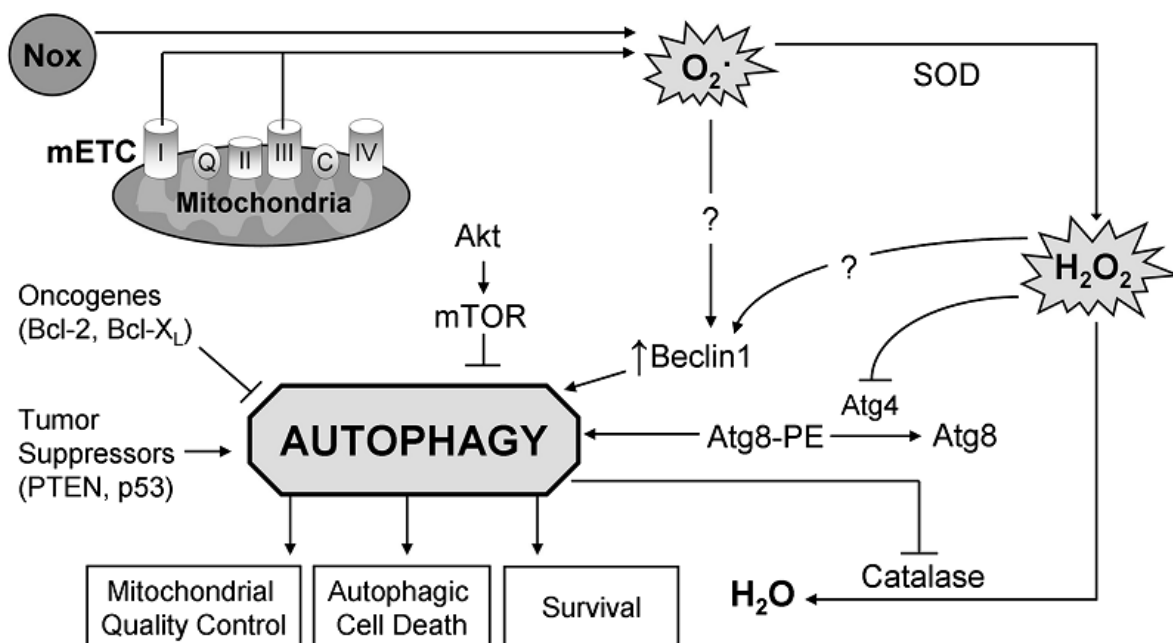 Nox
O₂·
SOD
mETC
I
Q
II
III
C
IV
Mitochondria
?
?
H₂O₂
Akt
mTOR
Oncogenes
(Bcl-2, Bcl-X_L)
↑Beclin1
Atg4
Tumor
Suppressors
(PTEN, p53)
AUTOPHAGY
Atg8-PE
Atg8
Mitochondrial
Quality Control
Autophagic
Cell Death
Survival
Catalase
H₂O